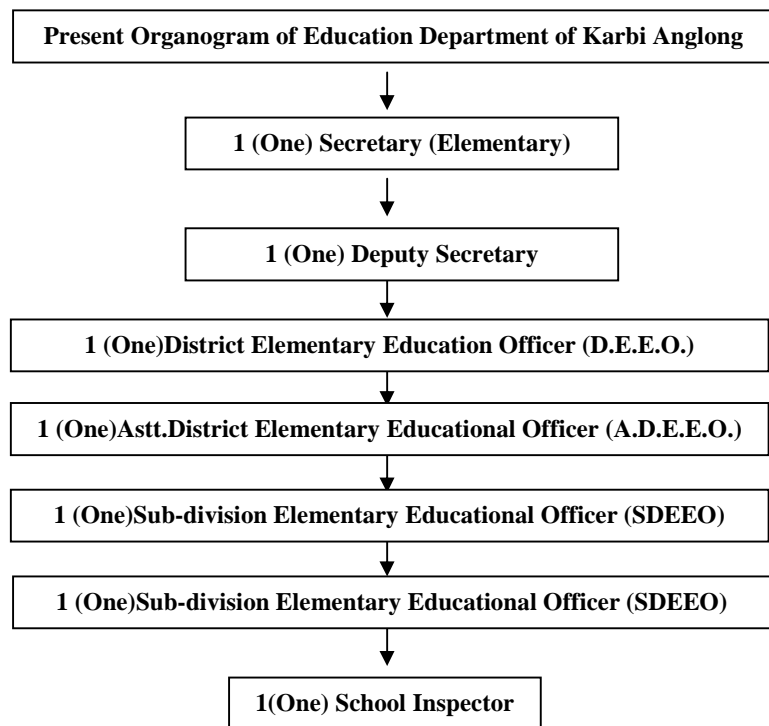 Present Organogram of Education Department of Karbi Anglong
1 (One) Secretary (Elementary)
1 (One) Deputy Secretary
1 (One)District Elementary Education Officer (D.E.E.O.)
1 (One)Astt.District Elementary Educational Officer (A.D.E.E.O.)
1 (One)Sub-division Elementary Educational Officer (SDEEO)
1 (One)Sub-division Elementary Educational Officer (SDEEO)
1(One) School Inspector